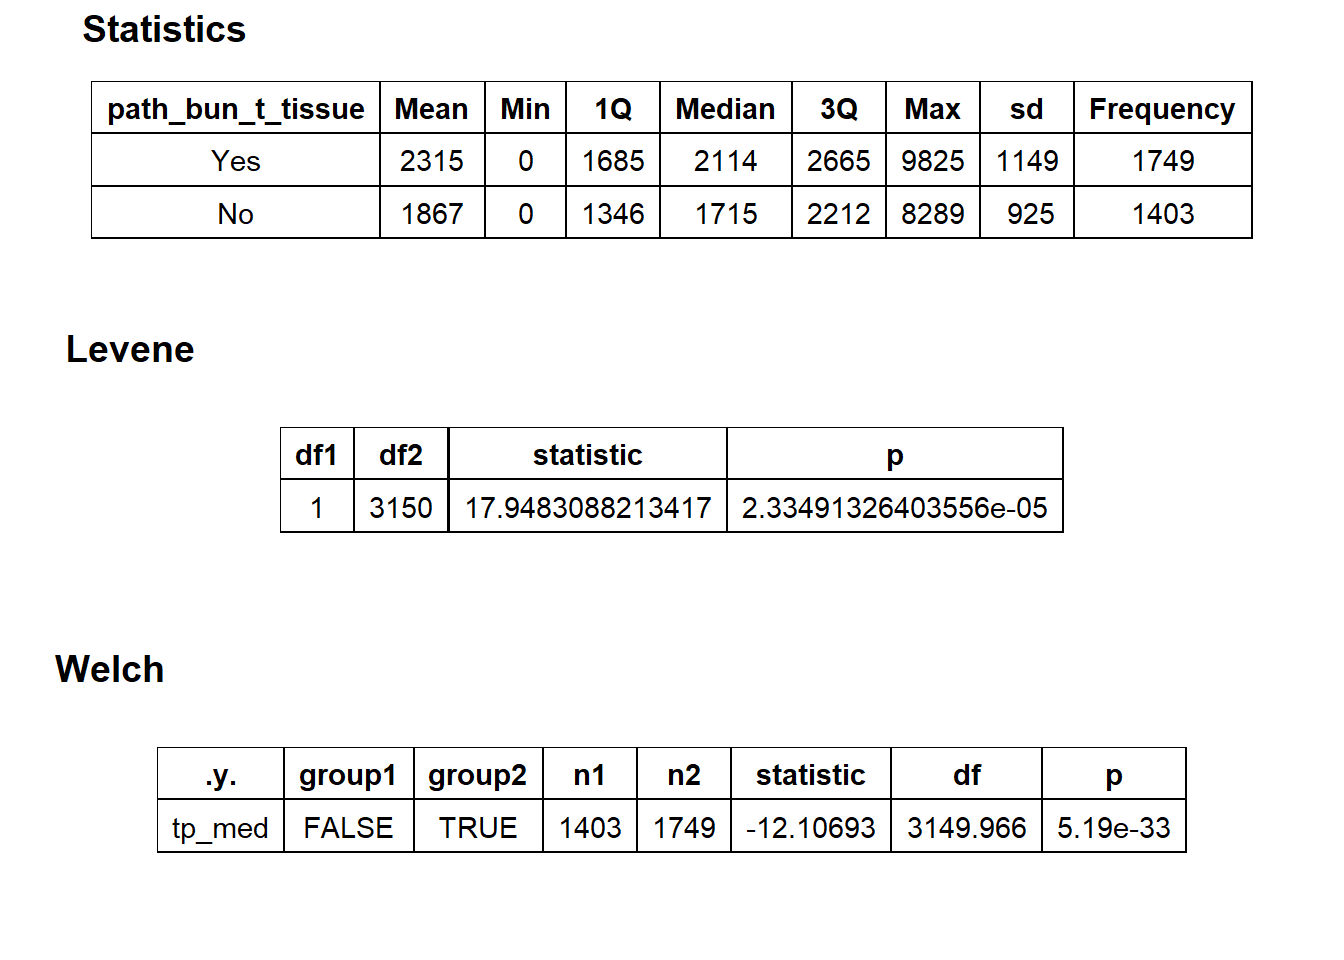 Statistics
path_bun_t_tissue Mean Min 1Q Median 3Q Max sd Frequency
Yes 2315 0 1685 2114 2665 9825 1149 1749
No 1867 0 1346 1715 2212 8289 925 1403
Levene
df1 df2 statistic p
1 3150 17.9483088213417 2.33491326403556e-05
Welch
.y. group1 group2 n1 n2 statistic df p
tp_med FALSE TRUE 1403 1749 -12.10693 3149.966 5.19e-33